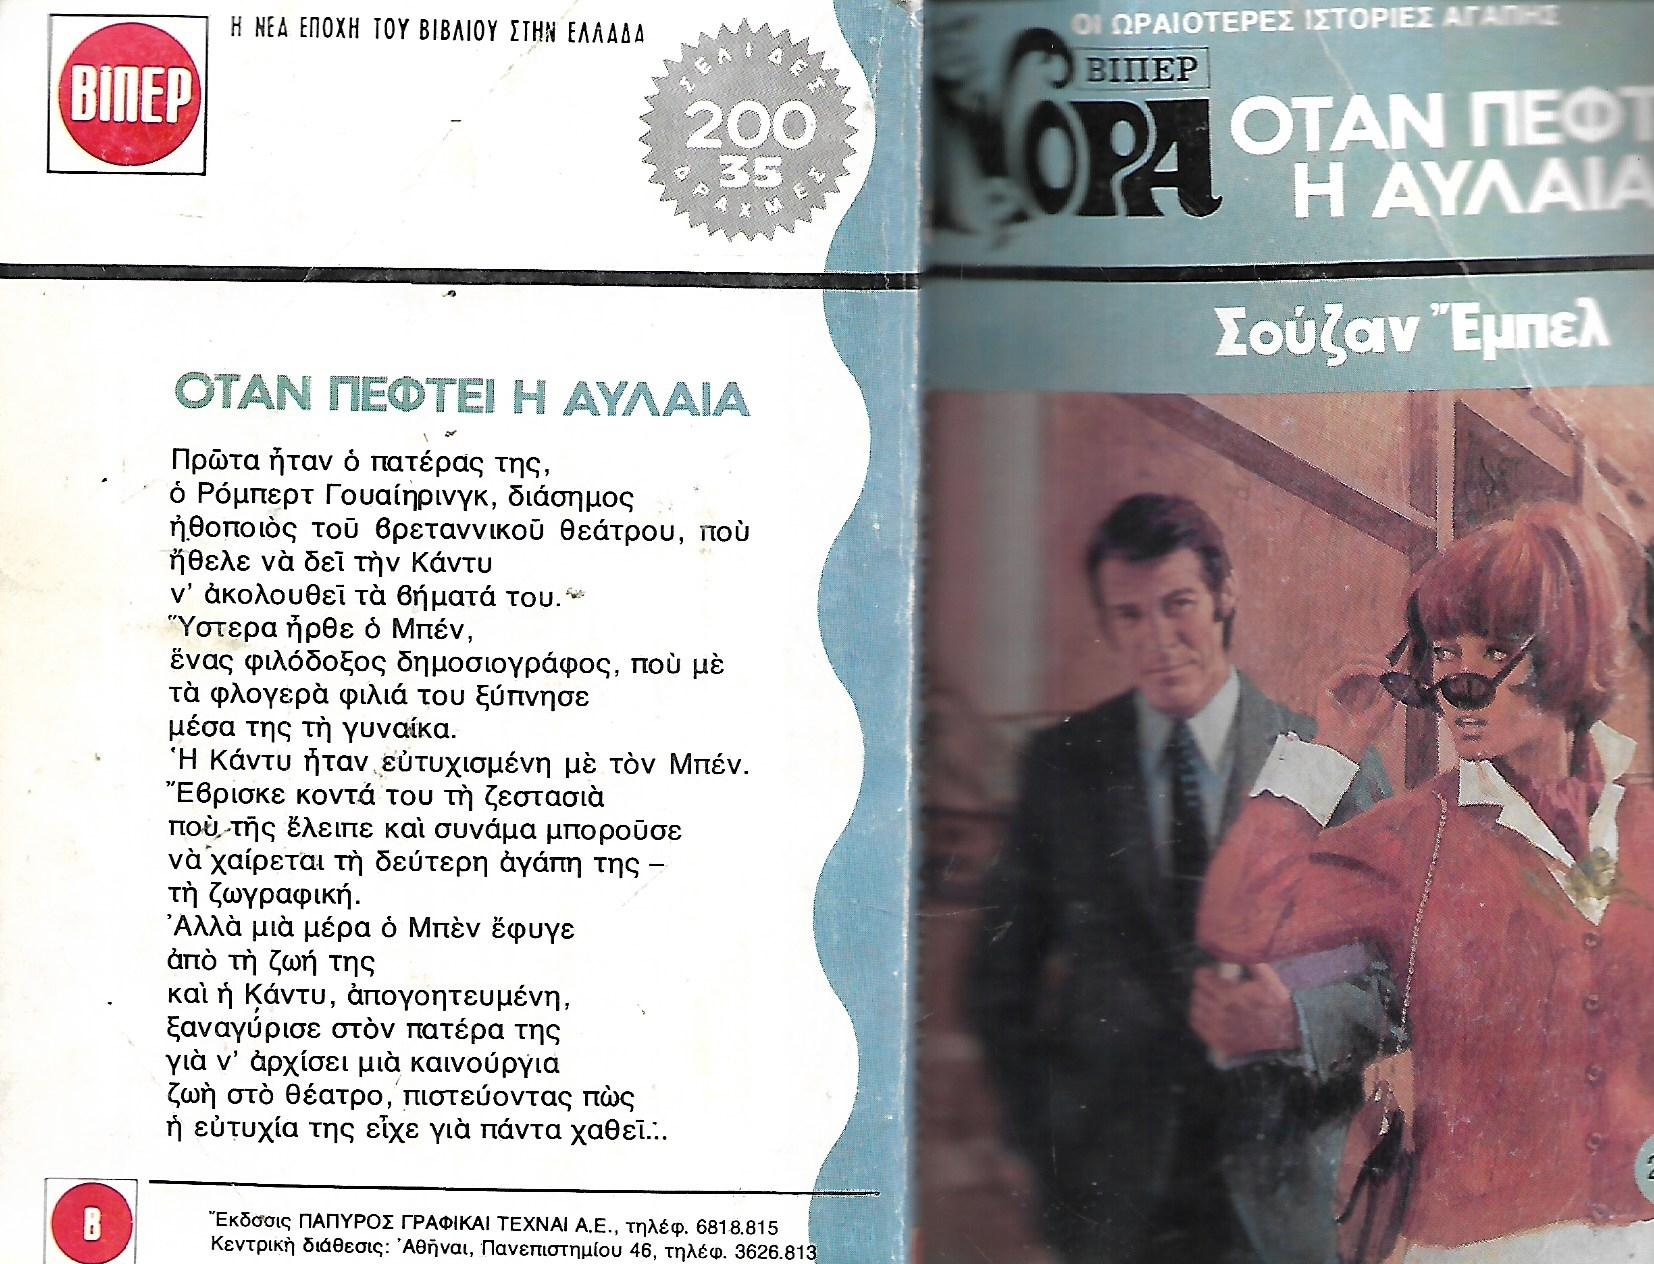 ΒΙΠΕΡ
Η ΝΕΑ ΕΠΟΧΗ ΤΟΥ ΒΙΒΛΙΟΥ ΣΤΗΝ ΕΛΛΑΔΑ
ΣΕΛΙΔΕΣ
200
35
ΔΡΑΧΜΕΣ
ΟΤΑΝ ΠΕΦΤΕΙ Η ΑΥΛΑΙΑ
Πρῶτα ἦταν ὁ πατέρας της,
ὁ Ρόμπερτ Γουαίηρινγκ, διάσημος
ἠθοποιὸς τοῦ βρεταννικοῦ θεάτρου, ποὺ
ἤθελε νὰ δεῖ τὴν Κάντυ
ν' ἀκολουθεῖ τὰ βήματά του.
Ὕστερα ἦρθε ὁ Μπέν,
ἕνας φιλόδοξος δημοσιογράφος, ποὺ μὲ
τὰ φλογερὰ φιλιά του ξύπνησε
μέσα της τὴ γυναίκα.
Ἡ Κάντυ ἦταν εὐτυχισμένη μὲ τὸν Μπέν.
Ἔβρισκε κοντά του τὴ ζεστασιὰ
ποὺ τῆς ἔλειπε καὶ συνάμα μποροῦσε
νὰ χαίρεται τὴ δεύτερη ἀγάπη της –
τὴ ζωγραφική.
Ἀλλὰ μιὰ μέρα ὁ Μπὲν ἔφυγε
ἀπὸ τὴ ζωή της
καὶ ἡ Κάντυ, ἀπογοητευμένη,
ξαναγύρισε στὸν πατέρα της
γιὰ ν' ἀρχίσει μιὰ καινούργια
ζωὴ στὸ θέατρο, πιστεύοντας πὼς
ἡ εὐτυχία της εἶχε γιὰ πάντα χαθεῖ...
Β
Ἔκδοσις ΠΑΠΥΡΟΣ ΓΡΑΦΙΚΑΙ ΤΕΧΝΑΙ Α.Ε., τηλέφ. 6818.815
Κεντρικὴ διάθεσις: Ἀθῆναι, Πανεπιστημίου 46, τηλέφ. 3626.813
ΟΙ ΩΡΑΙΟΤΕΡΕΣ ΙΣΤΟΡΙΕΣ ΑΓΑΠΗΣ
ΒΙΠΕΡ
ΝΟΡΑ
ΟΤΑΝ ΠΕΦΤ
Η ΑΥΛΑΙΑ
Σούζαν Ἔμπελ